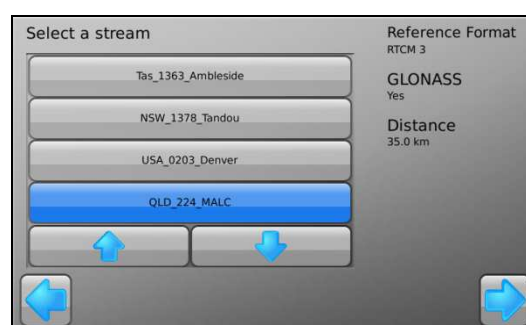 Select a stream
Tas_1363_Ambleside
NSW_1378_Tandou
USA_0203_Denver
QLD_224_MALC
Reference Format
RTCM 3
GLONASS
Yes
Distance
35.0 km